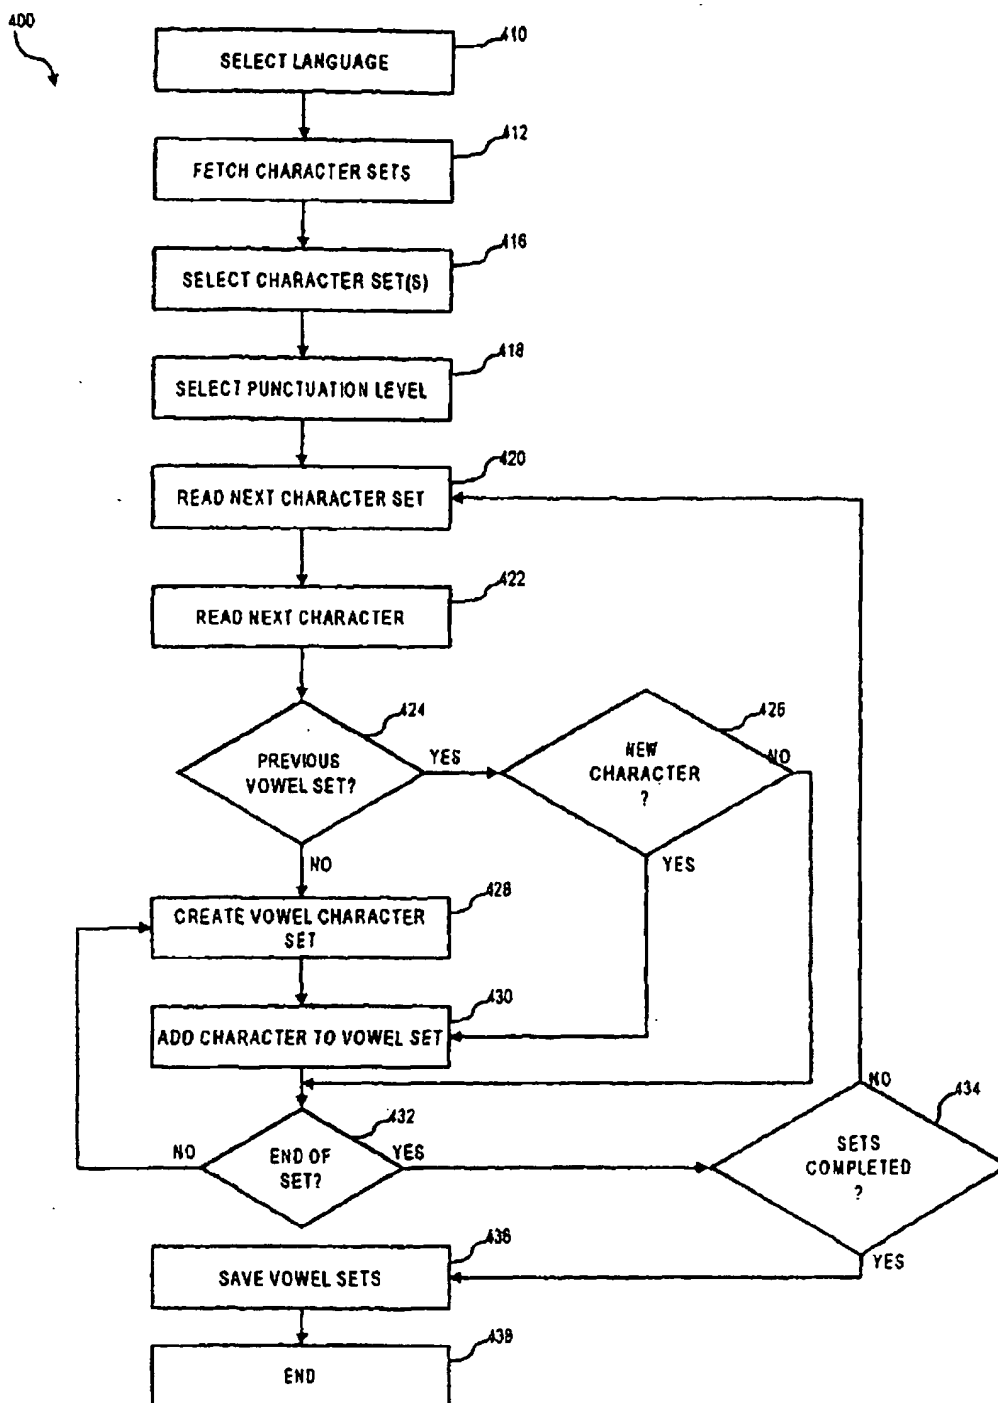 400
410
SELECT LANGUAGE
412
FETCH CHARACTER SETS
416
SELECT CHARACTER SET(S)
418
SELECT PUNCTUATION LEVEL
420
READ NEXT CHARACTER SET
422
READ NEXT CHARACTER
424
PREVIOUS
VOWEL SET?
YES
NO
426
NEW
CHARACTER
?
NO
YES
428
CREATE VOWEL CHARACTER
SET
430
ADD CHARACTER TO VOWEL SET
432
END OF
SET?
NO
YES
434
SETS
COMPLETED
?
NO
YES
436
SAVE VOWEL SETS
438
END